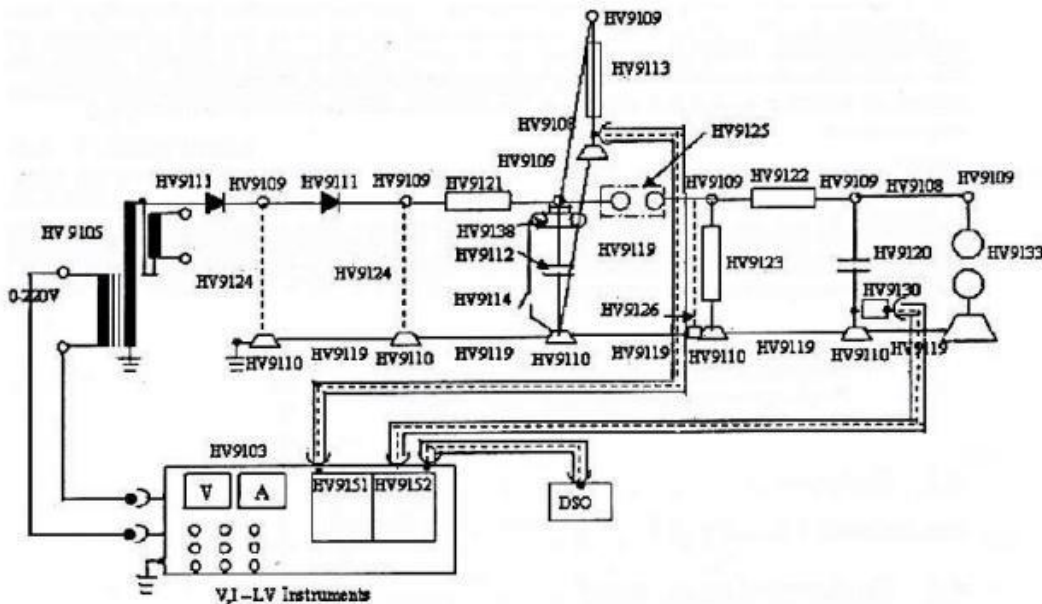 HV9109
HV9113
HV9108
HV9125
HV9109
HV9111 HV9109 HV9111 HV9109 HV9121 HV9109 HV9122 HV9109 HV9108 HV9109
HV 9105
HV9138
HV9119
HV9112
HV9123
HV9120
HV9133
0-220V
HV9124
HV9124
HV9114
HV9126
HV9130
HV9110 HV9119 HV9110 HV9119 HV9110 HV9119 HV9110 HV9119 HV9110 HV9119
HV9103
V A HV9151 HV9152
DSO
V,I-LV Instruments